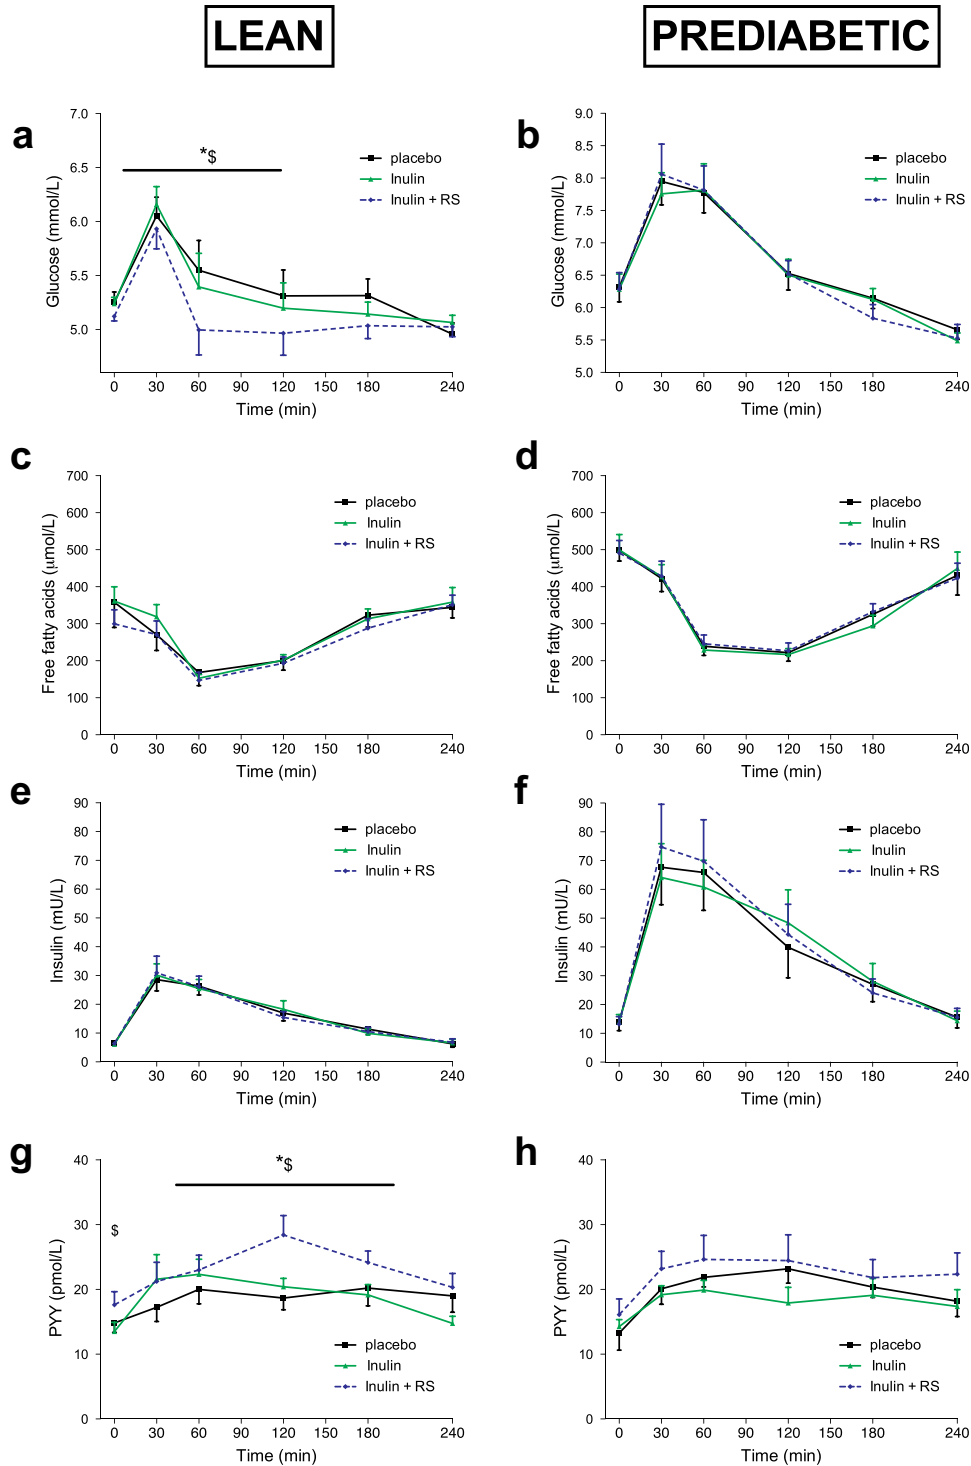 LEAN
PREDIABETIC
a
7.0
6.5
6.0
5.5
5.0
Glucose (mmol/L)
*$
placebo
Inulin
Inulin + RS
0 30 60 90 120 150 180 240
Time (min)
b
9.0
8.5
8.0
7.5
7.0
6.5
6.0
5.5
5.0
Glucose (mmol/L)
placebo
Inulin
Inulin + RS
0 30 60 90 120 150 180 240
Time (min)
c
700
600
500
400
300
200
100
0
Free fatty acids (μmol/L)
placebo
Inulin
Inulin + RS
0 30 60 90 120 150 180 240
Time (min)
d
700
600
500
400
300
200
100
0
Free fatty acids (μmol/L)
placebo
Inulin
Inulin + RS
0 30 60 90 120 150 180 240
Time (min)
e
90
80
70
60
50
40
30
20
10
0
Insulin (mU/L)
placebo
Inulin
Inulin + RS
0 30 60 90 120 150 180 240
Time (min)
f
90
80
70
60
50
40
30
20
10
0
Insulin (mU/L)
placebo
Inulin
Inulin + RS
0 30 60 90 120 150 180 240
Time (min)
g
40
30
20
10
0
PYY (pmol/L)
$
*$
placebo
Inulin
Inulin + RS
0 30 60 90 120 150 180 240
Time (min)
h
40
30
20
10
0
PYY (pmol/L)
placebo
Inulin
Inulin + RS
0 30 60 90 120 150 180 240
Time (min)